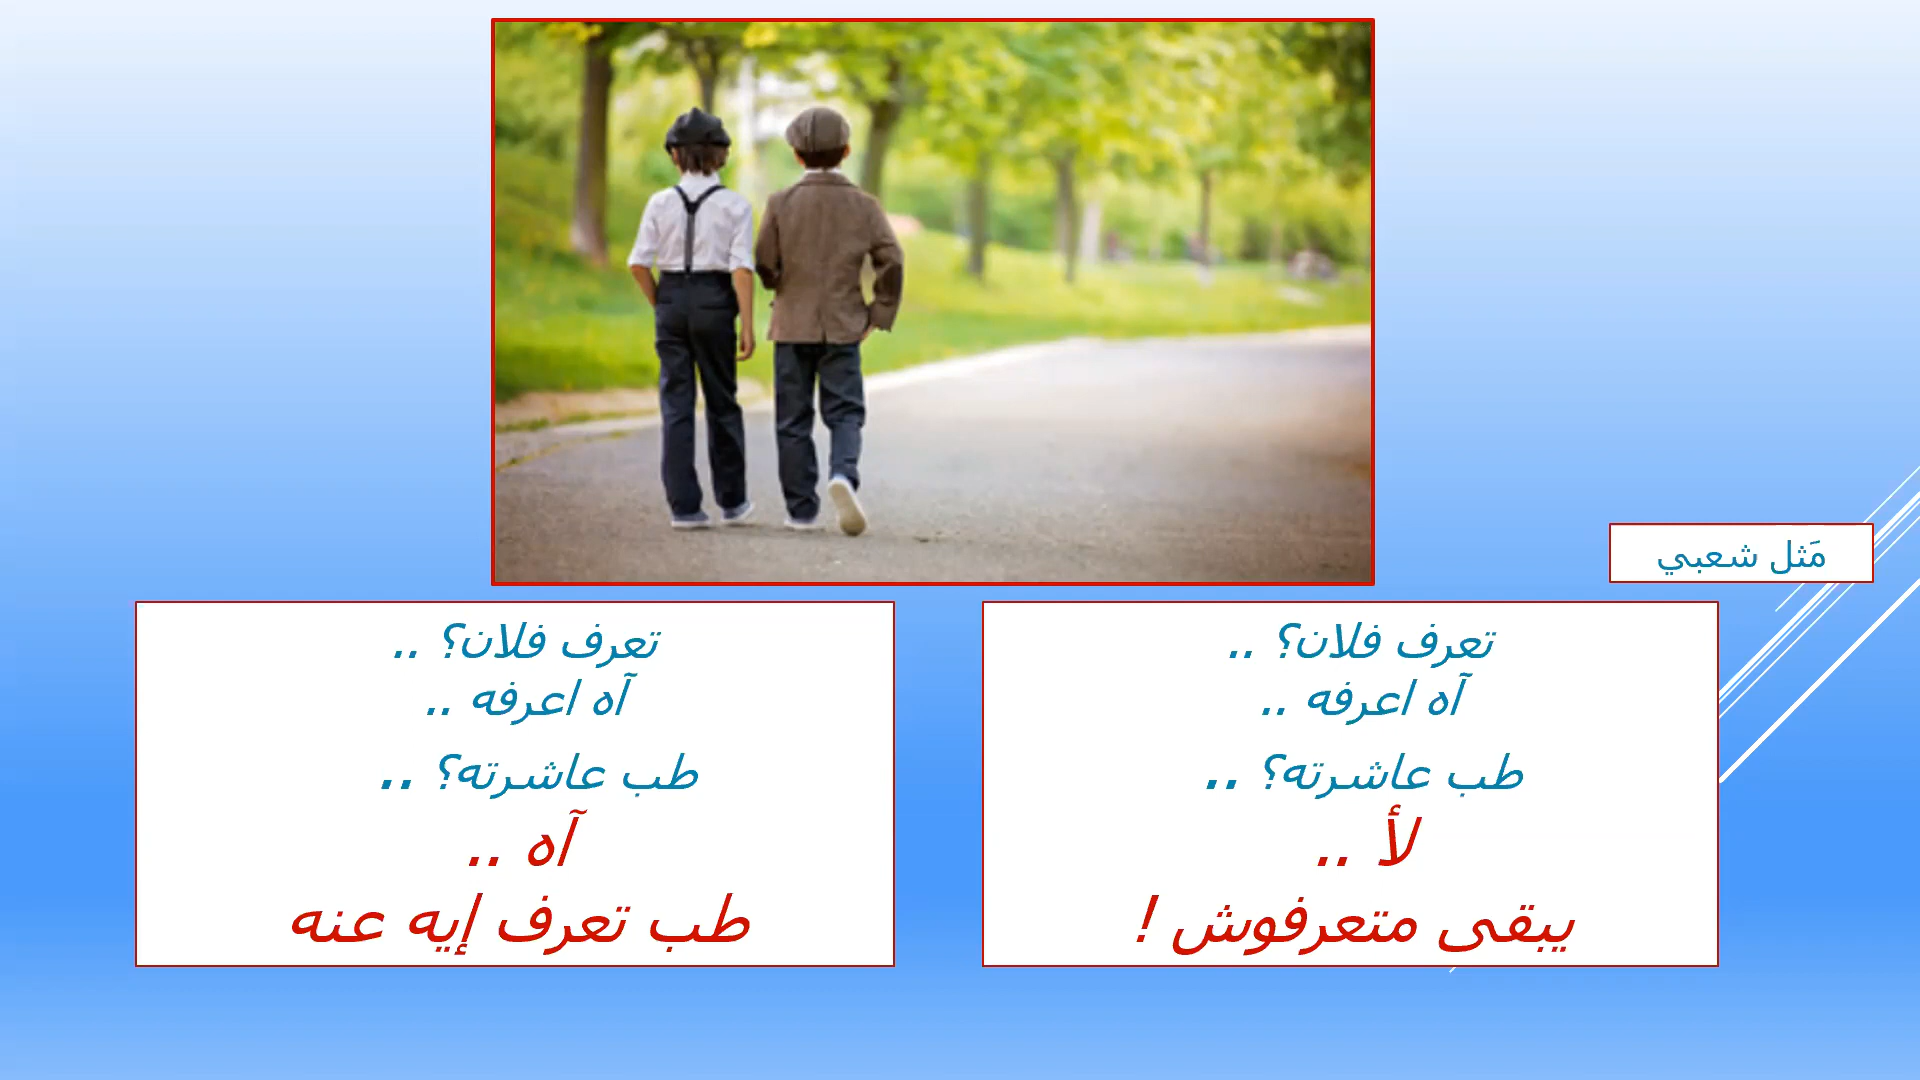 مَثل شعبي
تعرف فلان؟ ..
آه اعرفه ..
طب عاشرته؟ ..
لأ ..
يبقى متعرفوش !
تعرف فلان؟ ..
آه اعرفه ..
طب عاشرته؟ ..
آه ..
طب تعرف إيه عنه